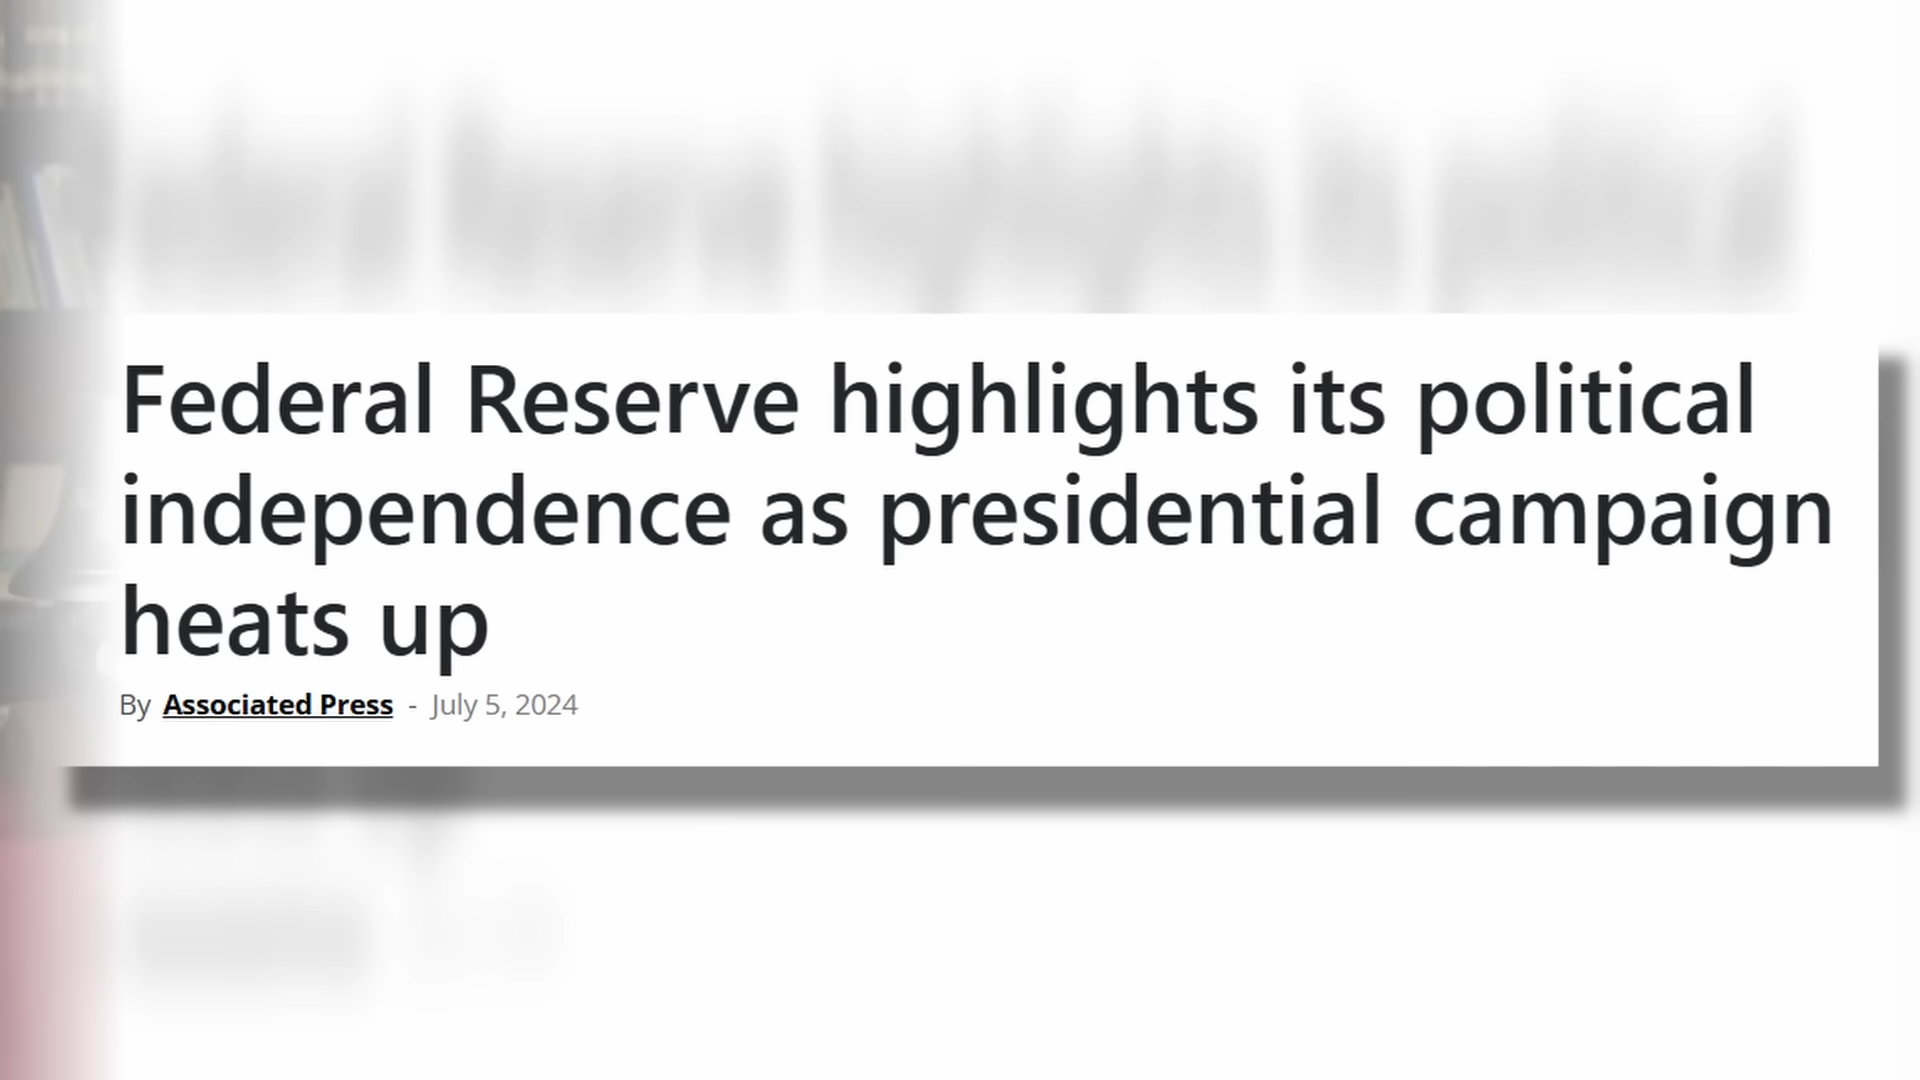 Federal Reserve highlights its political
independence as presidential campaign
heats up
By Associated Press - July 5, 2024